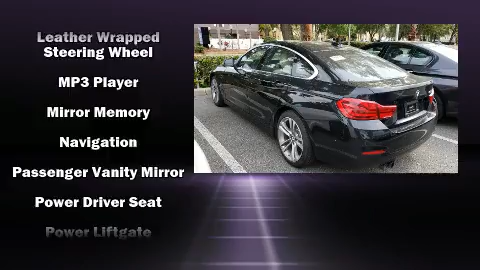 Leather Wrapped
Steering Wheel
MP3 Player
Mirror Memory
Navigation
Passenger Vanity Mirror
Power Driver Seat
Power Liftgate